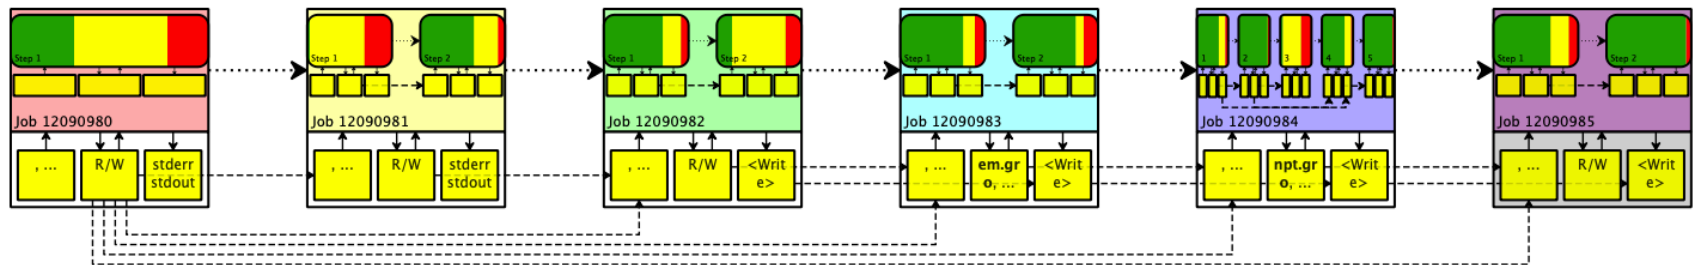 Step 1
Step 1
Step 2
Step 1
Step 2
Step 1
Step 2
1
2
3
4
5
Step 1
Step 2
Job 12090980
Job 12090981
Job 12090982
Job 12090983
Job 12090984
Job 12090985
, ...
R/W
stderr
stdout
, ...
R/W
stderr
stdout
, ...
R/W
<Writ
e>
, ...
em.gr
o, ...
<Writ
e>
, ...
npt.gr
o, ...
<Writ
e>
, ...
R/W
<Writ
e>